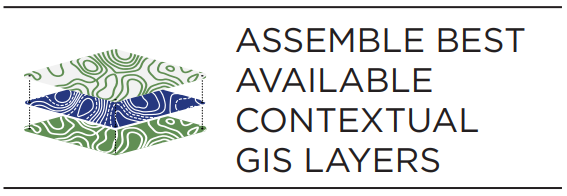 ASSEMBLE BEST
AVAILABLE
CONTEXTUAL
GIS LAYERS